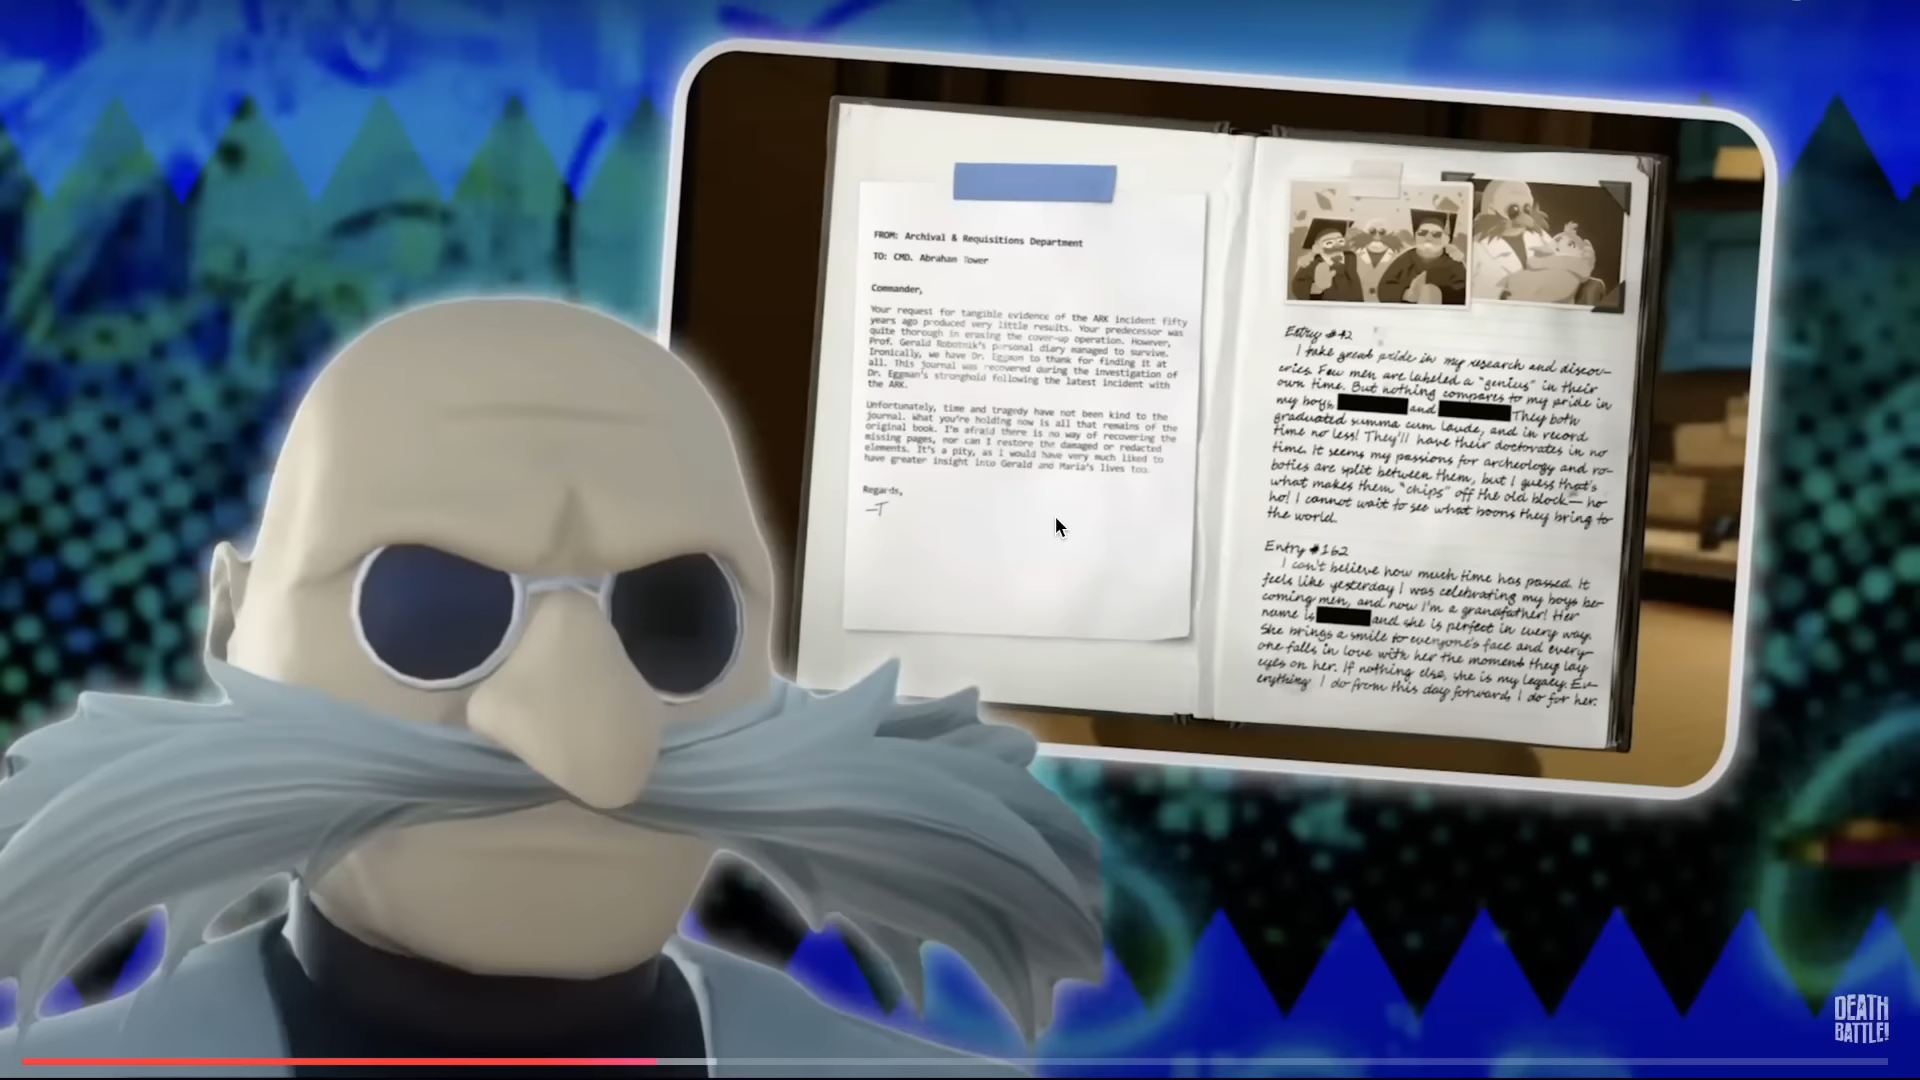 FROM: Archival & Requisitions Department
TO: CMD. Abrahan Tower
Commander,
Your request for tangible evidence of the ARK incident fifty
years ago produced very little results. Your predecessor was
quite thorough in erasing the cover-up operation. However,
Prof. Gerald Robotnik's personal diary managed to survive.
Ironically, we have Dr. Eggman to thank for finding it at
all. This journal was recovered during the investigation of
Dr. Eggman's stronghold following the latest incident with
the ARK.
Unfortunately, time and tragedy have not been kind to the
journal. What you're holding now is all that remains of the
original book. I'm afraid there is no way of recovering the
missing pages, nor can I restore the damaged or redacted
elements. It's a pity, as I would have very much liked to
have greater insight into Gerald and Maria's lives too.
Regards,
—T
Entry #42
I take great pride in my research and discov-
eries. Few men are labeled a "genius" in their
own time. But nothing compares to my pride in
my boys, and They both
graduated summa cum laude, and in record
time no less! They'll have their doctorates in no
time. It seems my passions for archeology and ro-
botics are split between them, but I guess that's
what makes them "chips" off the old block— ho
ho! I cannot wait to see what boons they bring to
the world.
Entry #162
I can't believe how much time has passed. It
feels like yesterday I was celebrating my boys be-
coming men, and now I'm a grandfather! Her
name is and she is perfect in every way.
She brings a smile to everyone's face and every-
one falls in love with her the moment they lay
eyes on her. If nothing else, she is my legacy. Ev-
erything I do from this day forward, I do for her.
DEATH
BATTLE!